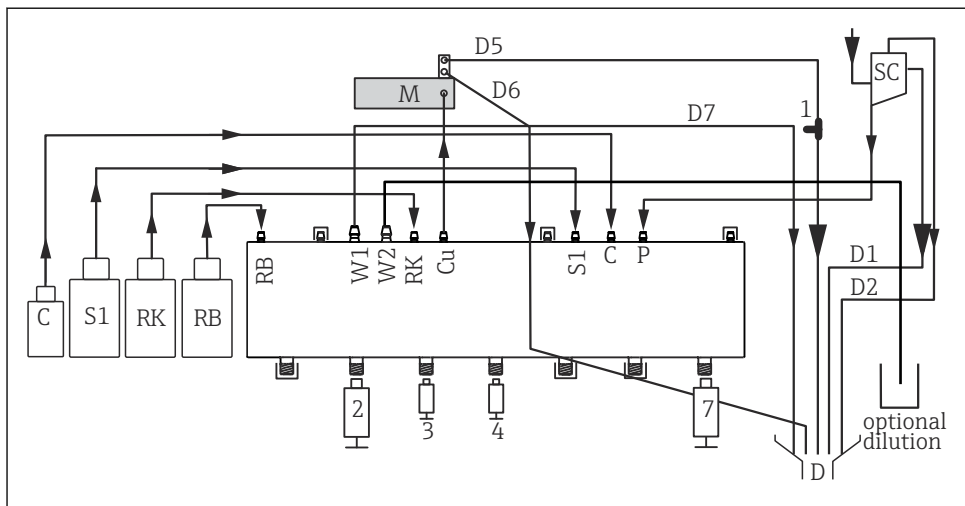 D5
M
D6
SC
D7
1
RB
W1
W2
RK
Cu
S1
C
P
D1
D2
C
S1
RK
RB
2
3
4
7
optional
dilution
D